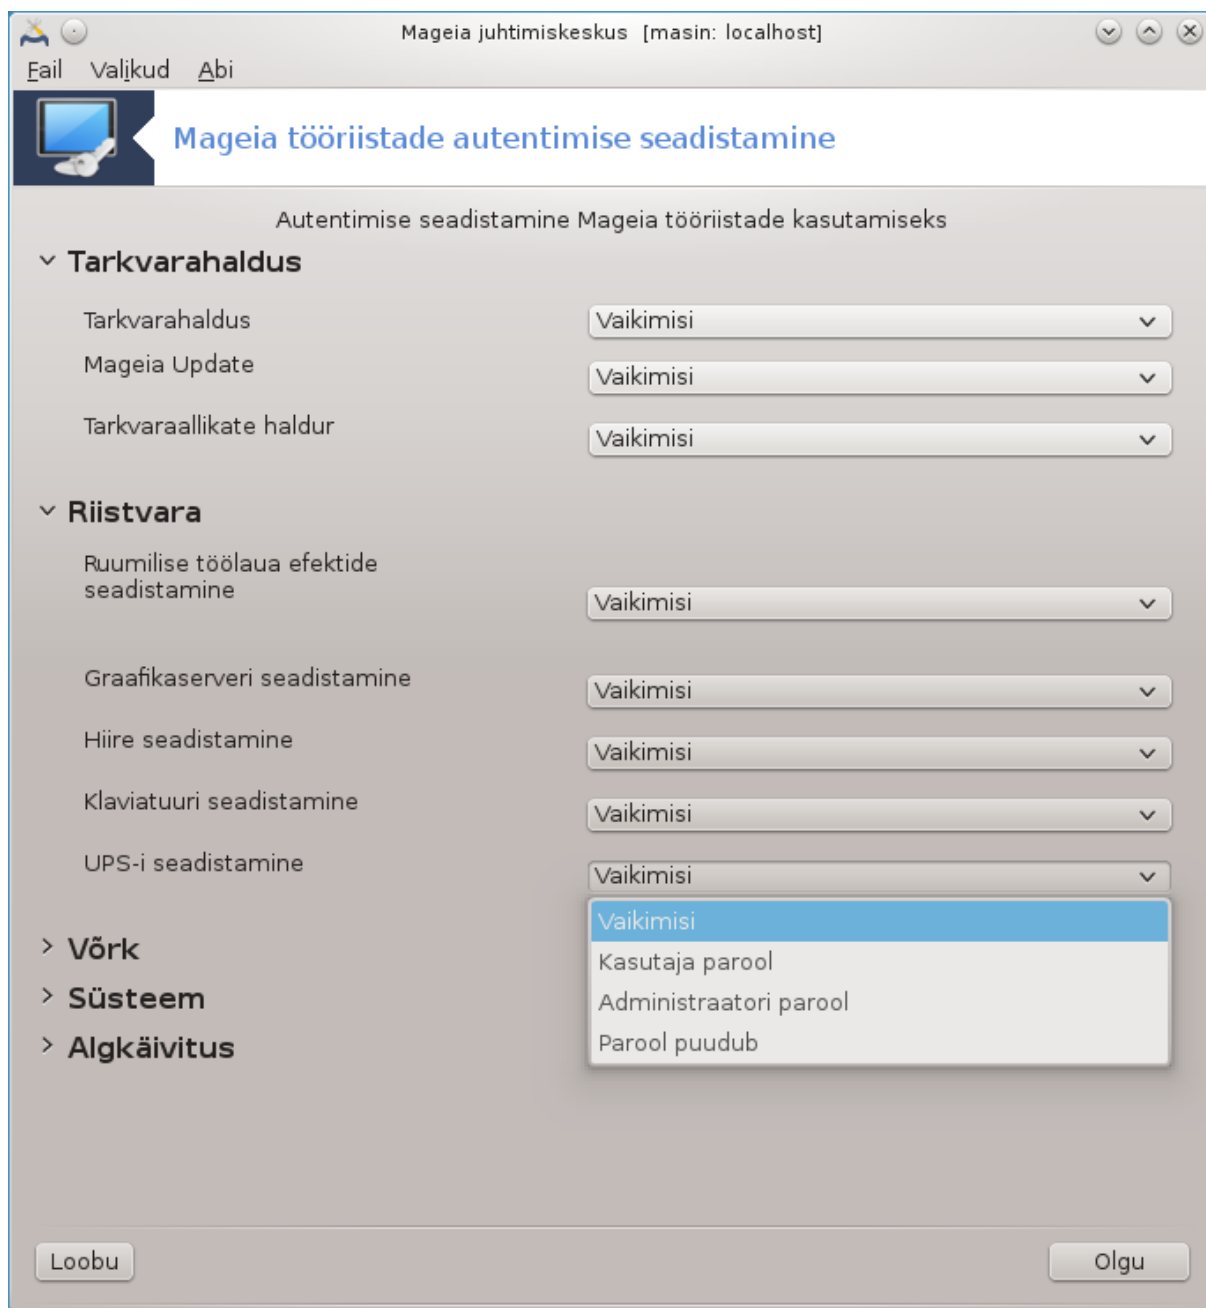 Mageia juhtimiskeskus [masin: localhost]
Fail Valikud Abi
Mageia tööriistade autentimise seadistamine
Autentimise seadistamine Mageia tööriistade kasutamiseks
Tarkvarahaldus
Tarkvarahaldus Vaikimisi
Mageia Update Vaikimisi
Tarkvaraallikate haldur Vaikimisi
Riistvara
Ruumilise töölaua efektide
seadistamine Vaikimisi
Graafikaserveri seadistamine Vaikimisi
Hiire seadistamine Vaikimisi
Klaviatuuri seadistamine Vaikimisi
UPS-i seadistamine Vaikimisi
Vaikimisi
Kasutaja parool
Administraatori parool
Parool puudub
Võrk
Süsteem
Algkäivitus
Loobu Olgu